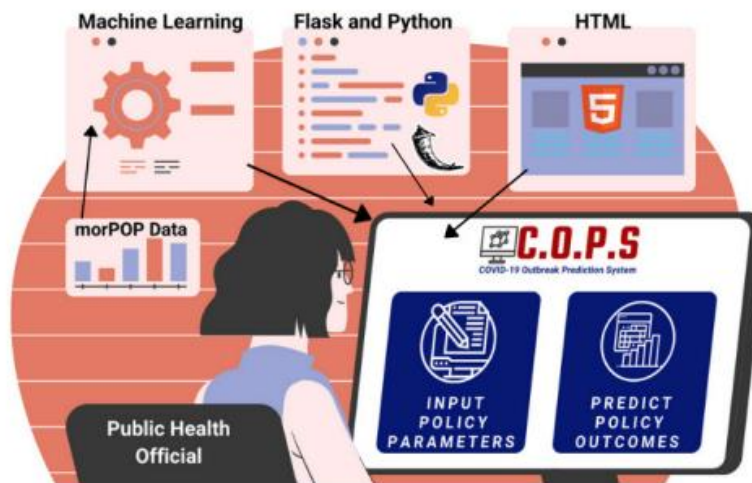 Machine Learning
Flask and Python
HTML
5
morPOP Data
C.O.P.S
COVID-19 Outbreak Prediction System
INPUT
POLICY
PARAMETERS
PREDICT
POLICY
OUTCOMES
Public Health
Official